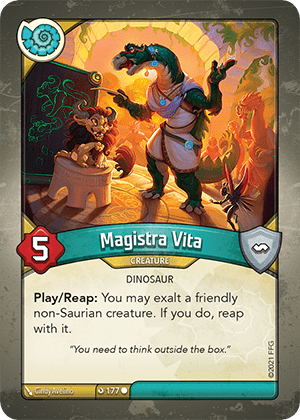 5
Magistra Vita
CREATURE
DINOSAUR
Play/Reap: You may exalt a friendly
non-Saurian creature. If you do, reap
with it.
“You need to think outside the box.”
Cindy Avelino
177
©2021 FFG